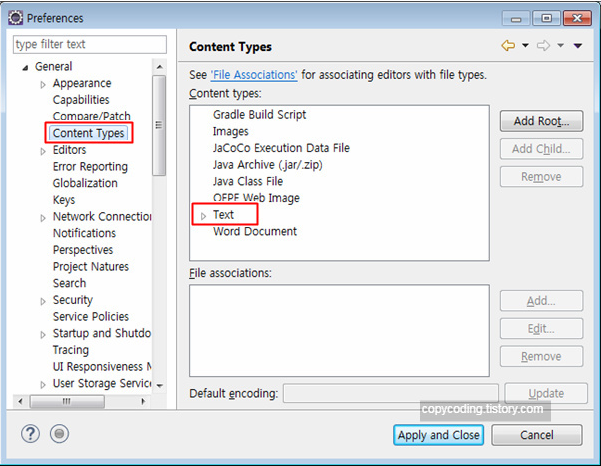 Preferences
type filter text
General
Appearance
Capabilities
Compare/Patch
Content Types
Editors
Error Reporting
Globalization
Keys
Network Connection
Notifications
Perspectives
Project Natures
Search
Security
Service Policies
Startup and Shutdo
Tracing
UI Responsiveness M
User Storage Service
Content Types
See 'File Associations' for associating editors with file types.
Content types:
Gradle Build Script
Images
JaCoCo Execution Data File
Java Archive (.jar/.zip)
Java Class File
OEPE Web Image
Text
Word Document
Add Root...
Add Child...
Remove
File associations:
Add...
Edit...
Remove
Default encoding:
Update
copycoding.tistory.com
Apply and Close
Cancel